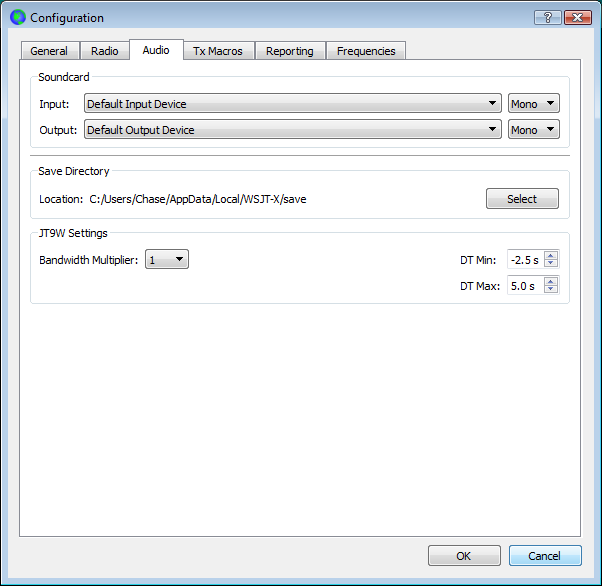 Configuration
?
General Radio Audio Tx Macros Reporting Frequencies
Soundcard
Input: Default Input Device Mono
Output: Default Output Device Mono
Save Directory
Location: C:/Users/Chase/AppData/Local/WSJT-X/save Select
JT9W Settings
Bandwidth Multiplier: 1 DT Min: -2.5 s
DT Max: 5.0 s
OK Cancel